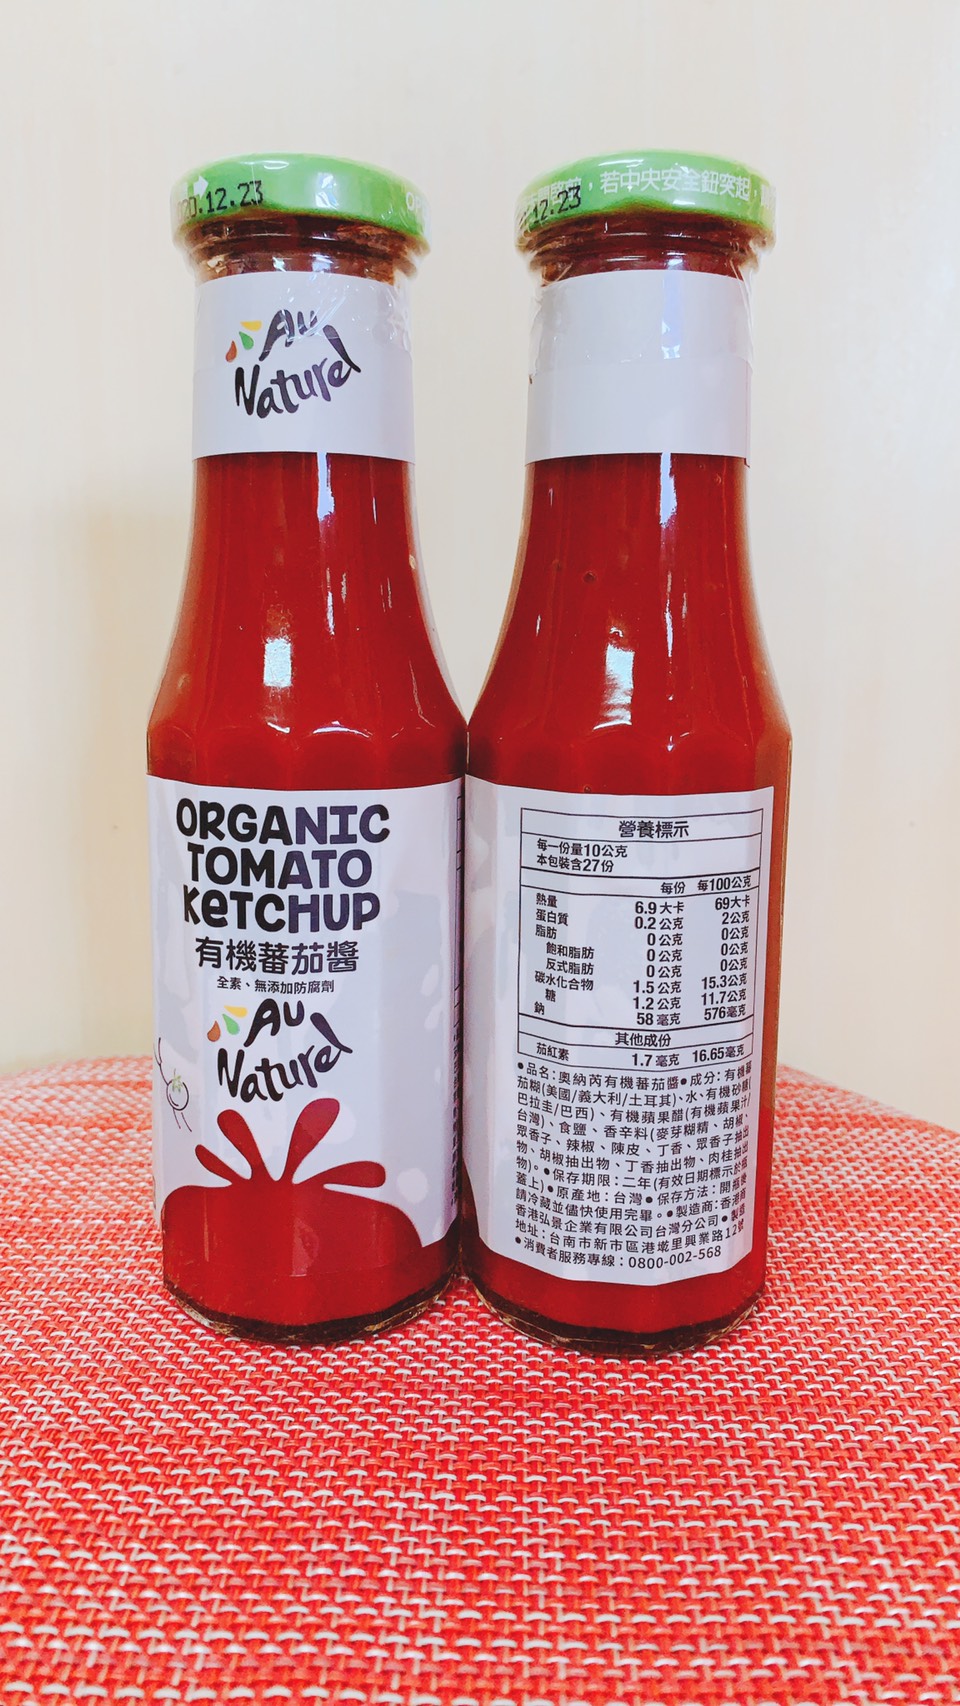 0.12.23
Au
Naturel
ORGANIC
TOMATO
KETCHUP
有機蕃茄醬
全素、無添加防腐劑
Au
Naturel
，若中央安全鈕突起，
.12.23
營養標示
每一份量10公克
本包裝含27份
每份 每100公克
熱量 6.9大卡 69大卡
蛋白質 0.2公克 2公克
脂肪 0公克 0公克
飽和脂肪 0公克 0公克
反式脂肪 0公克 0公克
碳水化合物 1.5公克 15.3公克
糖 1.2公克 11.7公克
鈉 58毫克 576毫克
其他成份
茄紅素 1.7毫克 16.65毫克
●品名：奧納芮有機蕃茄醬●成分：有機蕃
茄糊(美國/義大利/土耳其)、水、有機砂糖(
巴拉圭/巴西)、有機蘋果醋(有機蘋果汁/
台灣)、食鹽、香辛料(麥芽糊精、胡椒、
眾香子、辣椒、陳皮、丁香、眾香子抽出
物、胡椒抽出物、丁香抽出物、肉桂抽出
物)。●保存期限：二年(有效日期標示於瓶
蓋上)●原產地：台灣●保存方法：開瓶後
請冷藏並儘快使用完畢。●製造商：香港商
香港弘景企業有限公司台灣分公司●製造
地址：台南市新市區港墘里興業路12號
●消費者服務專線：0800-002-568